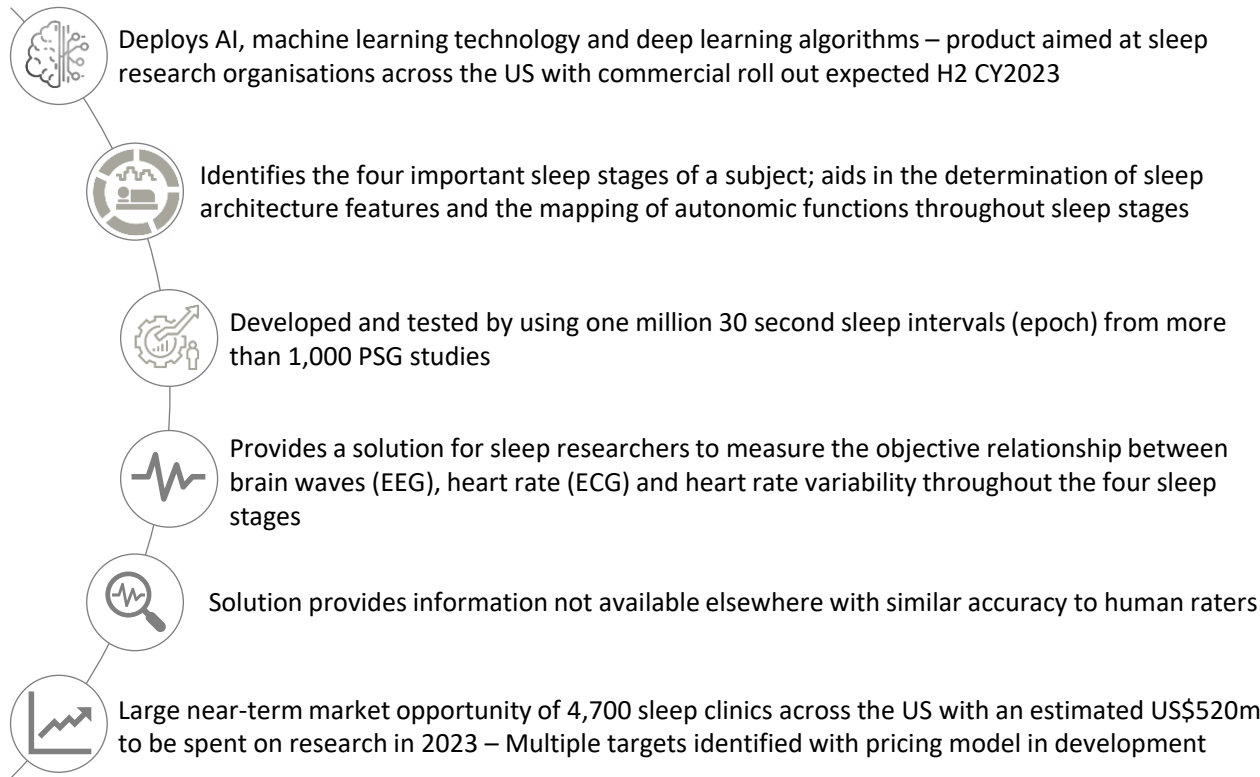 Deploys AI, machine learning technology and deep learning algorithms – product aimed at sleep
research organisations across the US with commercial roll out expected H2 CY2023
Identifies the four important sleep stages of a subject; aids in the determination of sleep
architecture features and the mapping of autonomic functions throughout sleep stages
Developed and tested by using one million 30 second sleep intervals (epoch) from more
than 1,000 PSG studies
Provides a solution for sleep researchers to measure the objective relationship between
brain waves (EEG), heart rate (ECG) and heart rate variability throughout the four sleep
stages
Solution provides information not available elsewhere with similar accuracy to human raters
Large near-term market opportunity of 4,700 sleep clinics across the US with an estimated US$520m
to be spent on research in 2023 – Multiple targets identified with pricing model in development